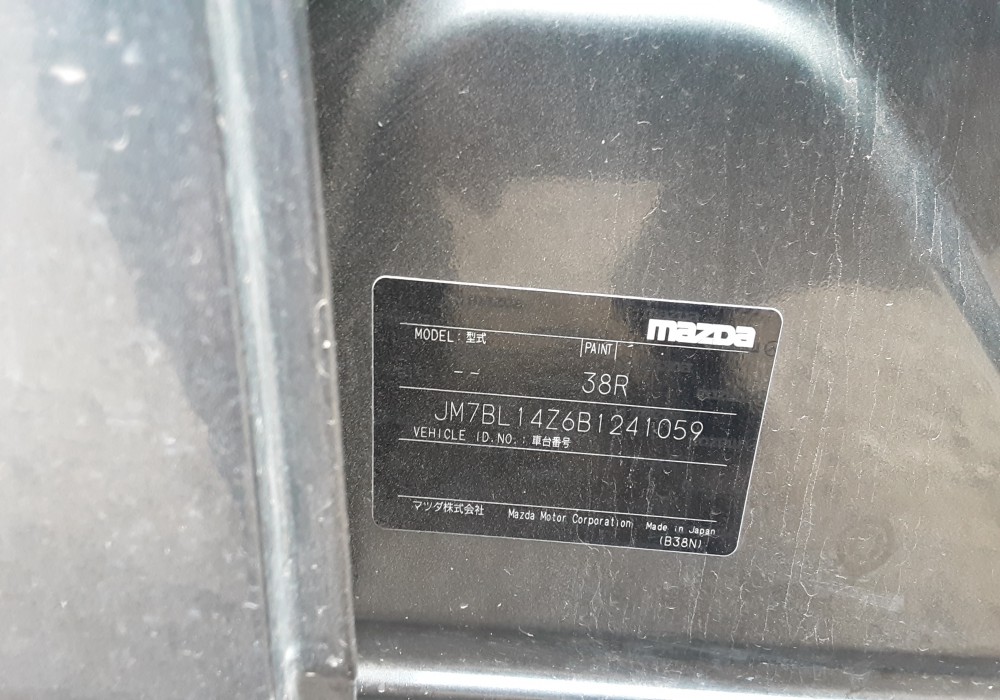 mazda
MODEL : 型式 PAINT
-- 38R
JM7BL14Z6B1241059
VEHICLE ID.NO. : 車台番号
マツダ株式会社 Mazda Motor Corporation Made in Japan
(B38N)